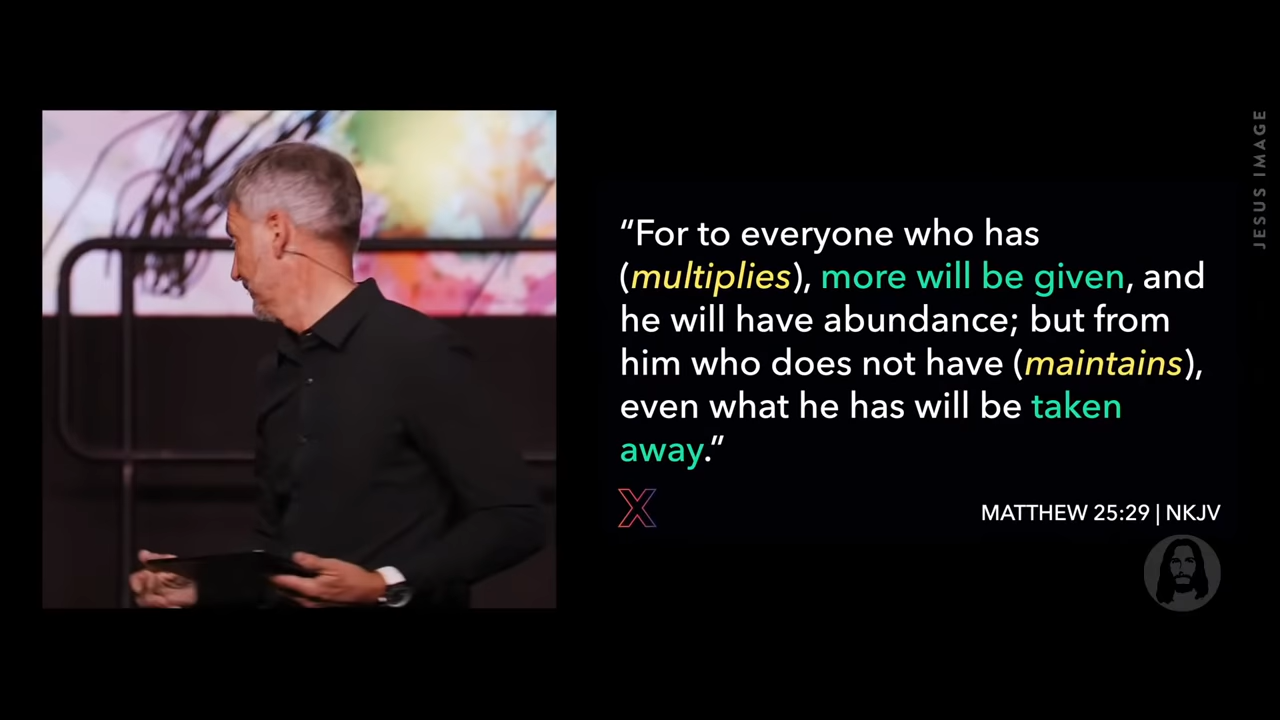 “For to everyone who has
(multiplies), more will be given, and
he will have abundance; but from
him who does not have (maintains),
even what he has will be taken
away.”
X
MATTHEW 25:29 | NKJV
JESUS IMAGE